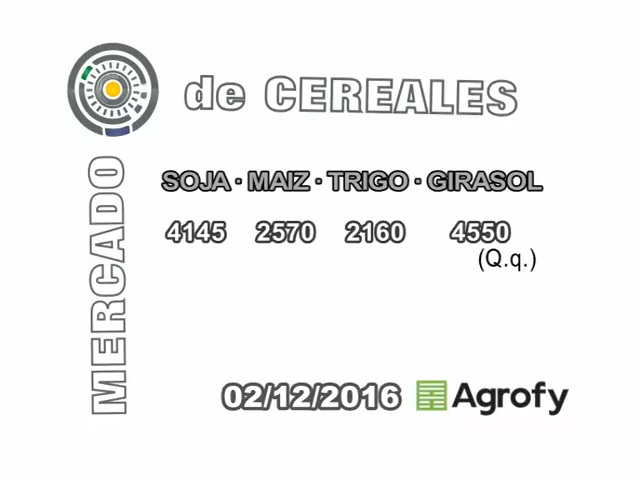 MERCADO
de CEREALES
SOJA · MAIZ · TRIGO · GIRASOL
4145 2570 2160 4550
(Q.q.)
02/12/2016 Agrofy